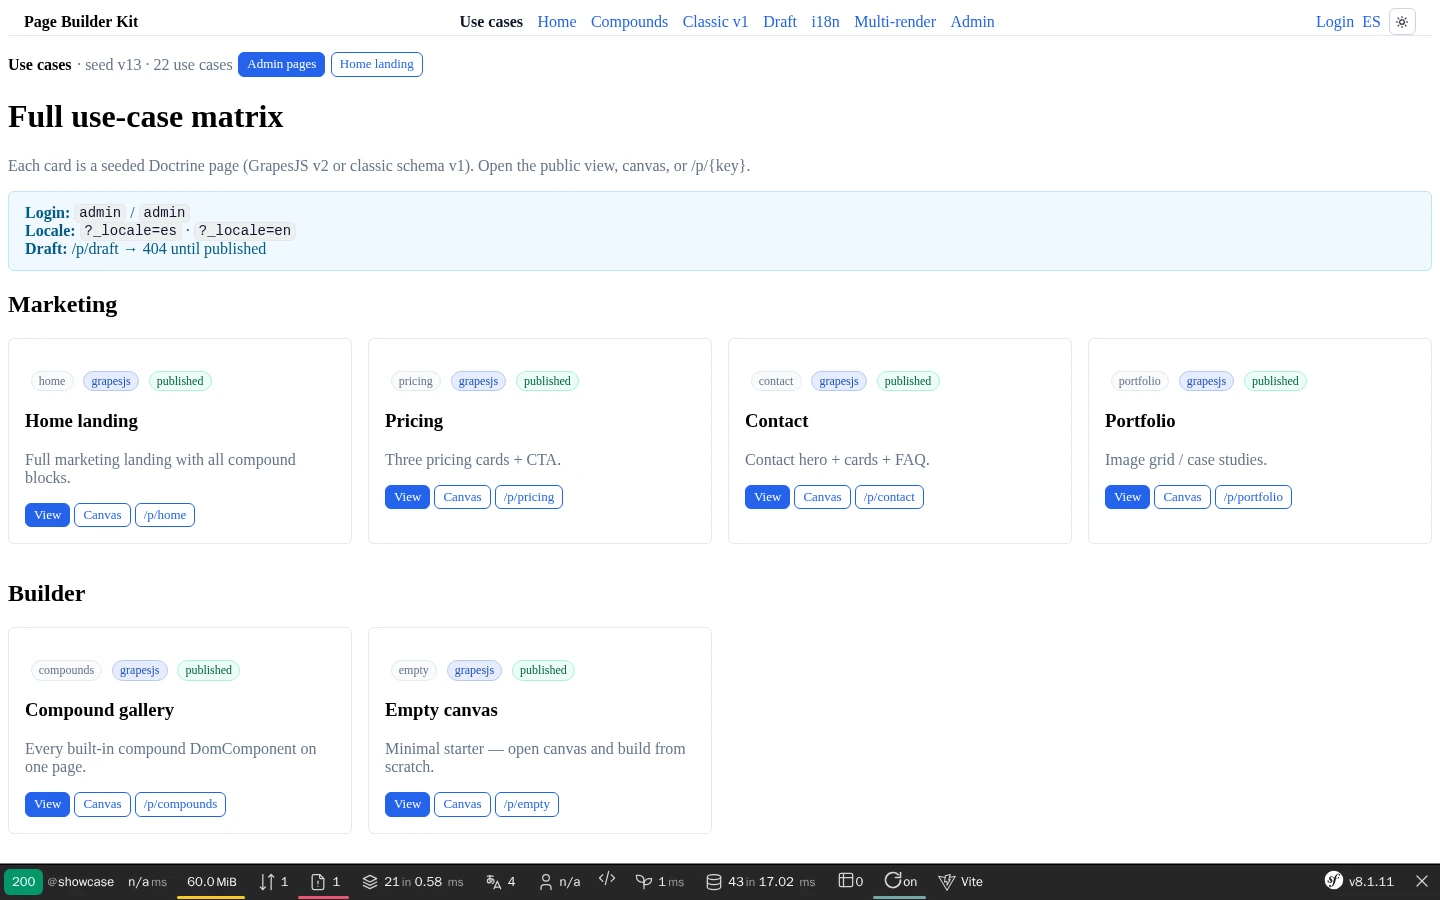 Page Builder Kit Use cases Home Compounds Classic v1 Draft i18n Multi-render Admin Login ES
Use cases · seed v13 · 22 use cases Admin pages Home landing
Full use-case matrix
Each card is a seeded Doctrine page (GrapesJS v2 or classic schema v1). Open the public view, canvas, or /p/{key}.
Login: admin / admin
Locale: ?_locale=es · ?_locale=en
Draft: /p/draft → 404 until published
Marketing
home grapesjs published
Home landing
Full marketing landing with all compound
blocks.
View Canvas /p/home
pricing grapesjs published
Pricing
Three pricing cards + CTA.
View Canvas /p/pricing
contact grapesjs published
Contact
Contact hero + cards + FAQ.
View Canvas /p/contact
portfolio grapesjs published
Portfolio
Image grid / case studies.
View Canvas /p/portfolio
Builder
compounds grapesjs published
Compound gallery
Every built-in compound DomComponent on
one page.
View Canvas /p/compounds
empty grapesjs published
Empty canvas
Minimal starter — open canvas and build from
scratch.
View Canvas /p/empty
200 @showcase n/a ms 60.0 MiB 1 1 21 in 0.58 ms 4 n/a 1 ms 43 in 17.02 ms 0 on Vite v8.1.11